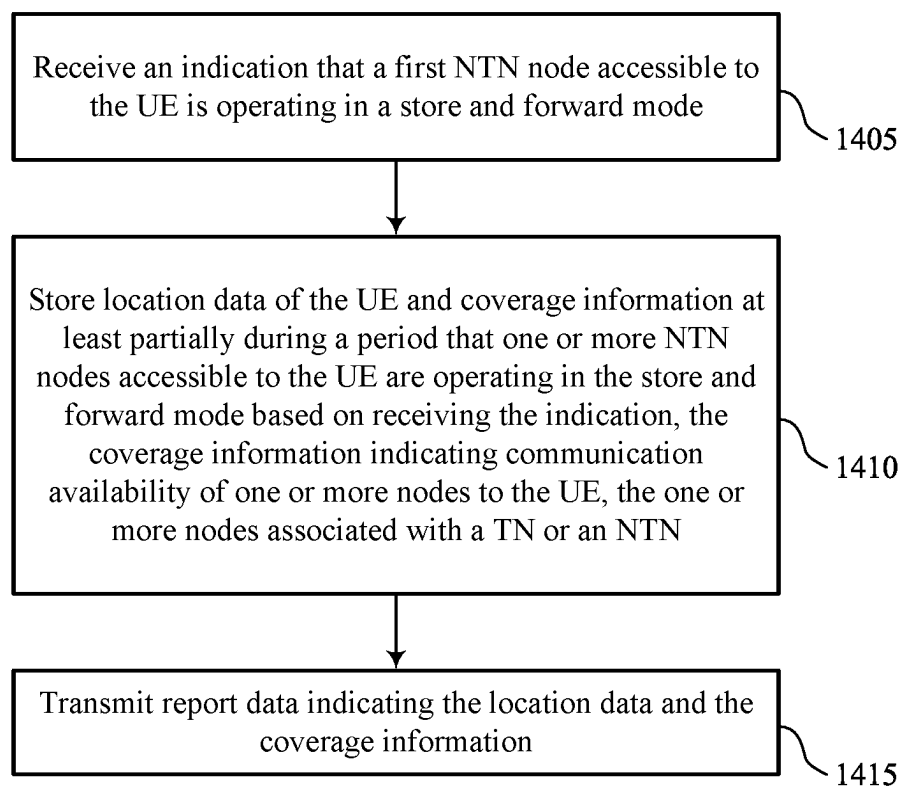 Receive an indication that a first NTN node accessible to
the UE is operating in a store and forward mode
1405
Store location data of the UE and coverage information at
least partially during a period that one or more NTN
nodes accessible to the UE are operating in the store and
forward mode based on receiving the indication, the
coverage information indicating communication
availability of one or more nodes to the UE, the one or
more nodes associated with a TN or an NTN
1410
Transmit report data indicating the location data and the
coverage information
1415